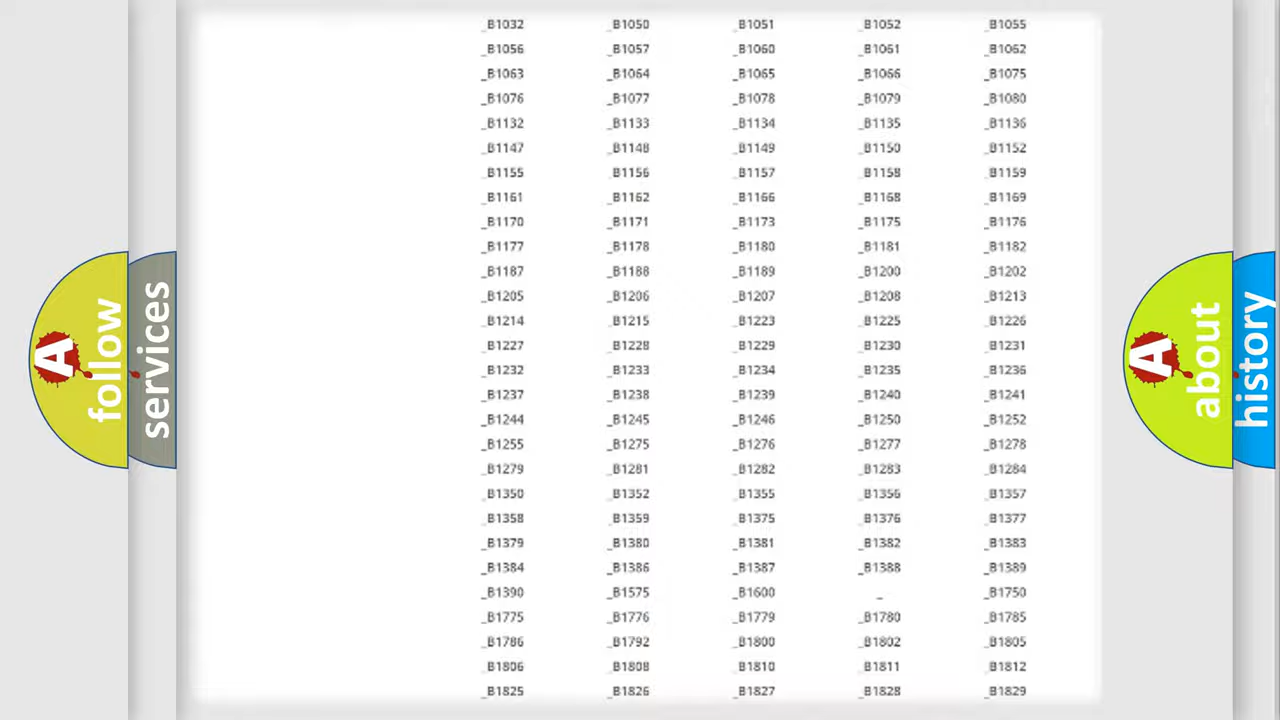 _B1032 _B1050 _B1051 _B1052 _B1055
_B1056 _B1057 _B1060 _B1061 _B1062
_B1063 _B1064 _B1065 _B1066 _B1075
_B1076 _B1077 _B1078 _B1079 _B1080
_B1132 _B1133 _B1134 _B1135 _B1136
_B1147 _B1148 _B1149 _B1150 _B1152
_B1155 _B1156 _B1157 _B1158 _B1159
_B1161 _B1162 _B1166 _B1168 _B1169
_B1170 _B1171 _B1173 _B1175 _B1176
_B1177 _B1178 _B1180 _B1181 _B1182
_B1187 _B1188 _B1189 _B1200 _B1202
_B1205 _B1206 _B1207 _B1208 _B1213
_B1214 _B1215 _B1223 _B1225 _B1226
_B1227 _B1228 _B1229 _B1230 _B1231
_B1232 _B1233 _B1234 _B1235 _B1236
_B1237 _B1238 _B1239 _B1240 _B1241
_B1244 _B1245 _B1246 _B1250 _B1252
_B1255 _B1275 _B1276 _B1277 _B1278
_B1279 _B1281 _B1282 _B1283 _B1284
_B1350 _B1352 _B1355 _B1356 _B1357
_B1358 _B1359 _B1375 _B1376 _B1377
_B1379 _B1380 _B1381 _B1382 _B1383
_B1384 _B1386 _B1387 _B1388 _B1389
_B1390 _B1575 _B1600 _ _B1750
_B1775 _B1776 _B1779 _B1780 _B1785
_B1786 _B1792 _B1800 _B1802 _B1805
_B1806 _B1808 _B1810 _B1811 _B1812
_B1825 _B1826 _B1827 _B1828 _B1829
A follow
services
A about
history